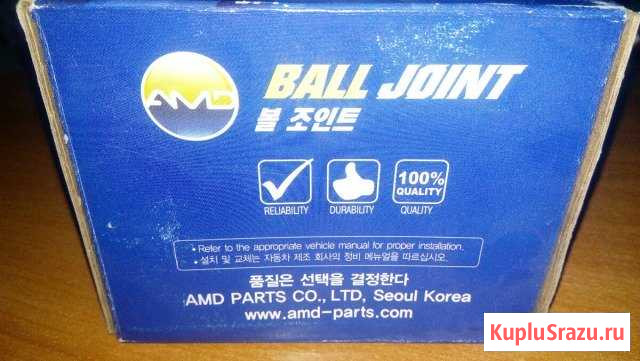 AMD
BALL JOINT
볼 조인트
100%
QUALITY
RELIABILITY
DURABILITY
QUALITY
• Refer to the appropriate vehicle manual for proper installation.
• 설치 및 교체는 자동차 제조 회사의 정비 메뉴얼을 따르십시오.
품질은 선택을 결정한다
AMD PARTS CO., LTD, Seoul Korea
www.amd-parts.com
KupluSrazu.ru